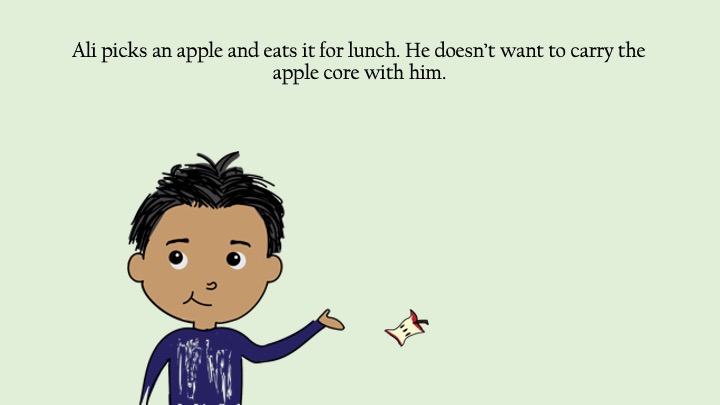 Ali picks an apple and eats it for lunch. He doesn’t want to carry the
apple core with him.